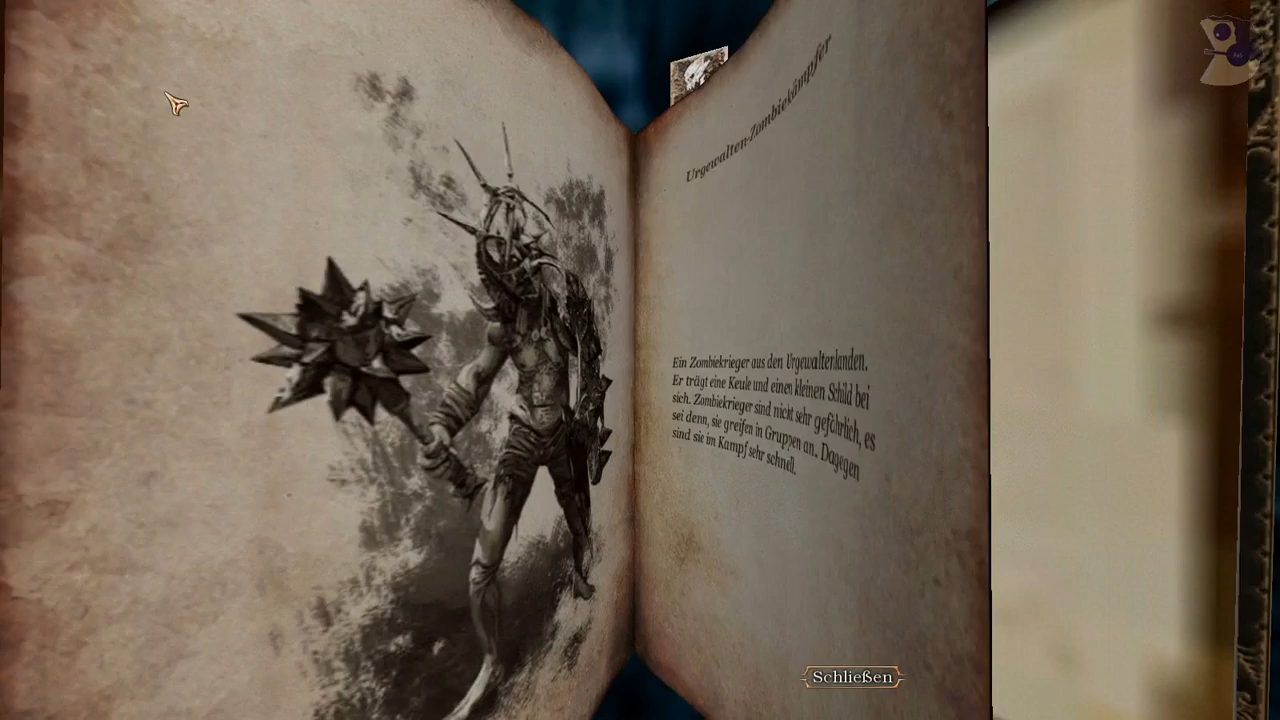 Urgewalten-Zombiekämpfer
Ein Zombiekrieger aus den Urgewaltenlanden.
Er trägt eine Keule und einen kleinen Schild bei
sich. Zombiekrieger sind nicht sehr gefährlich, es
sei denn, sie greifen in Gruppen an. Dagegen
sind sie im Kampf sehr schnell.
Schließen